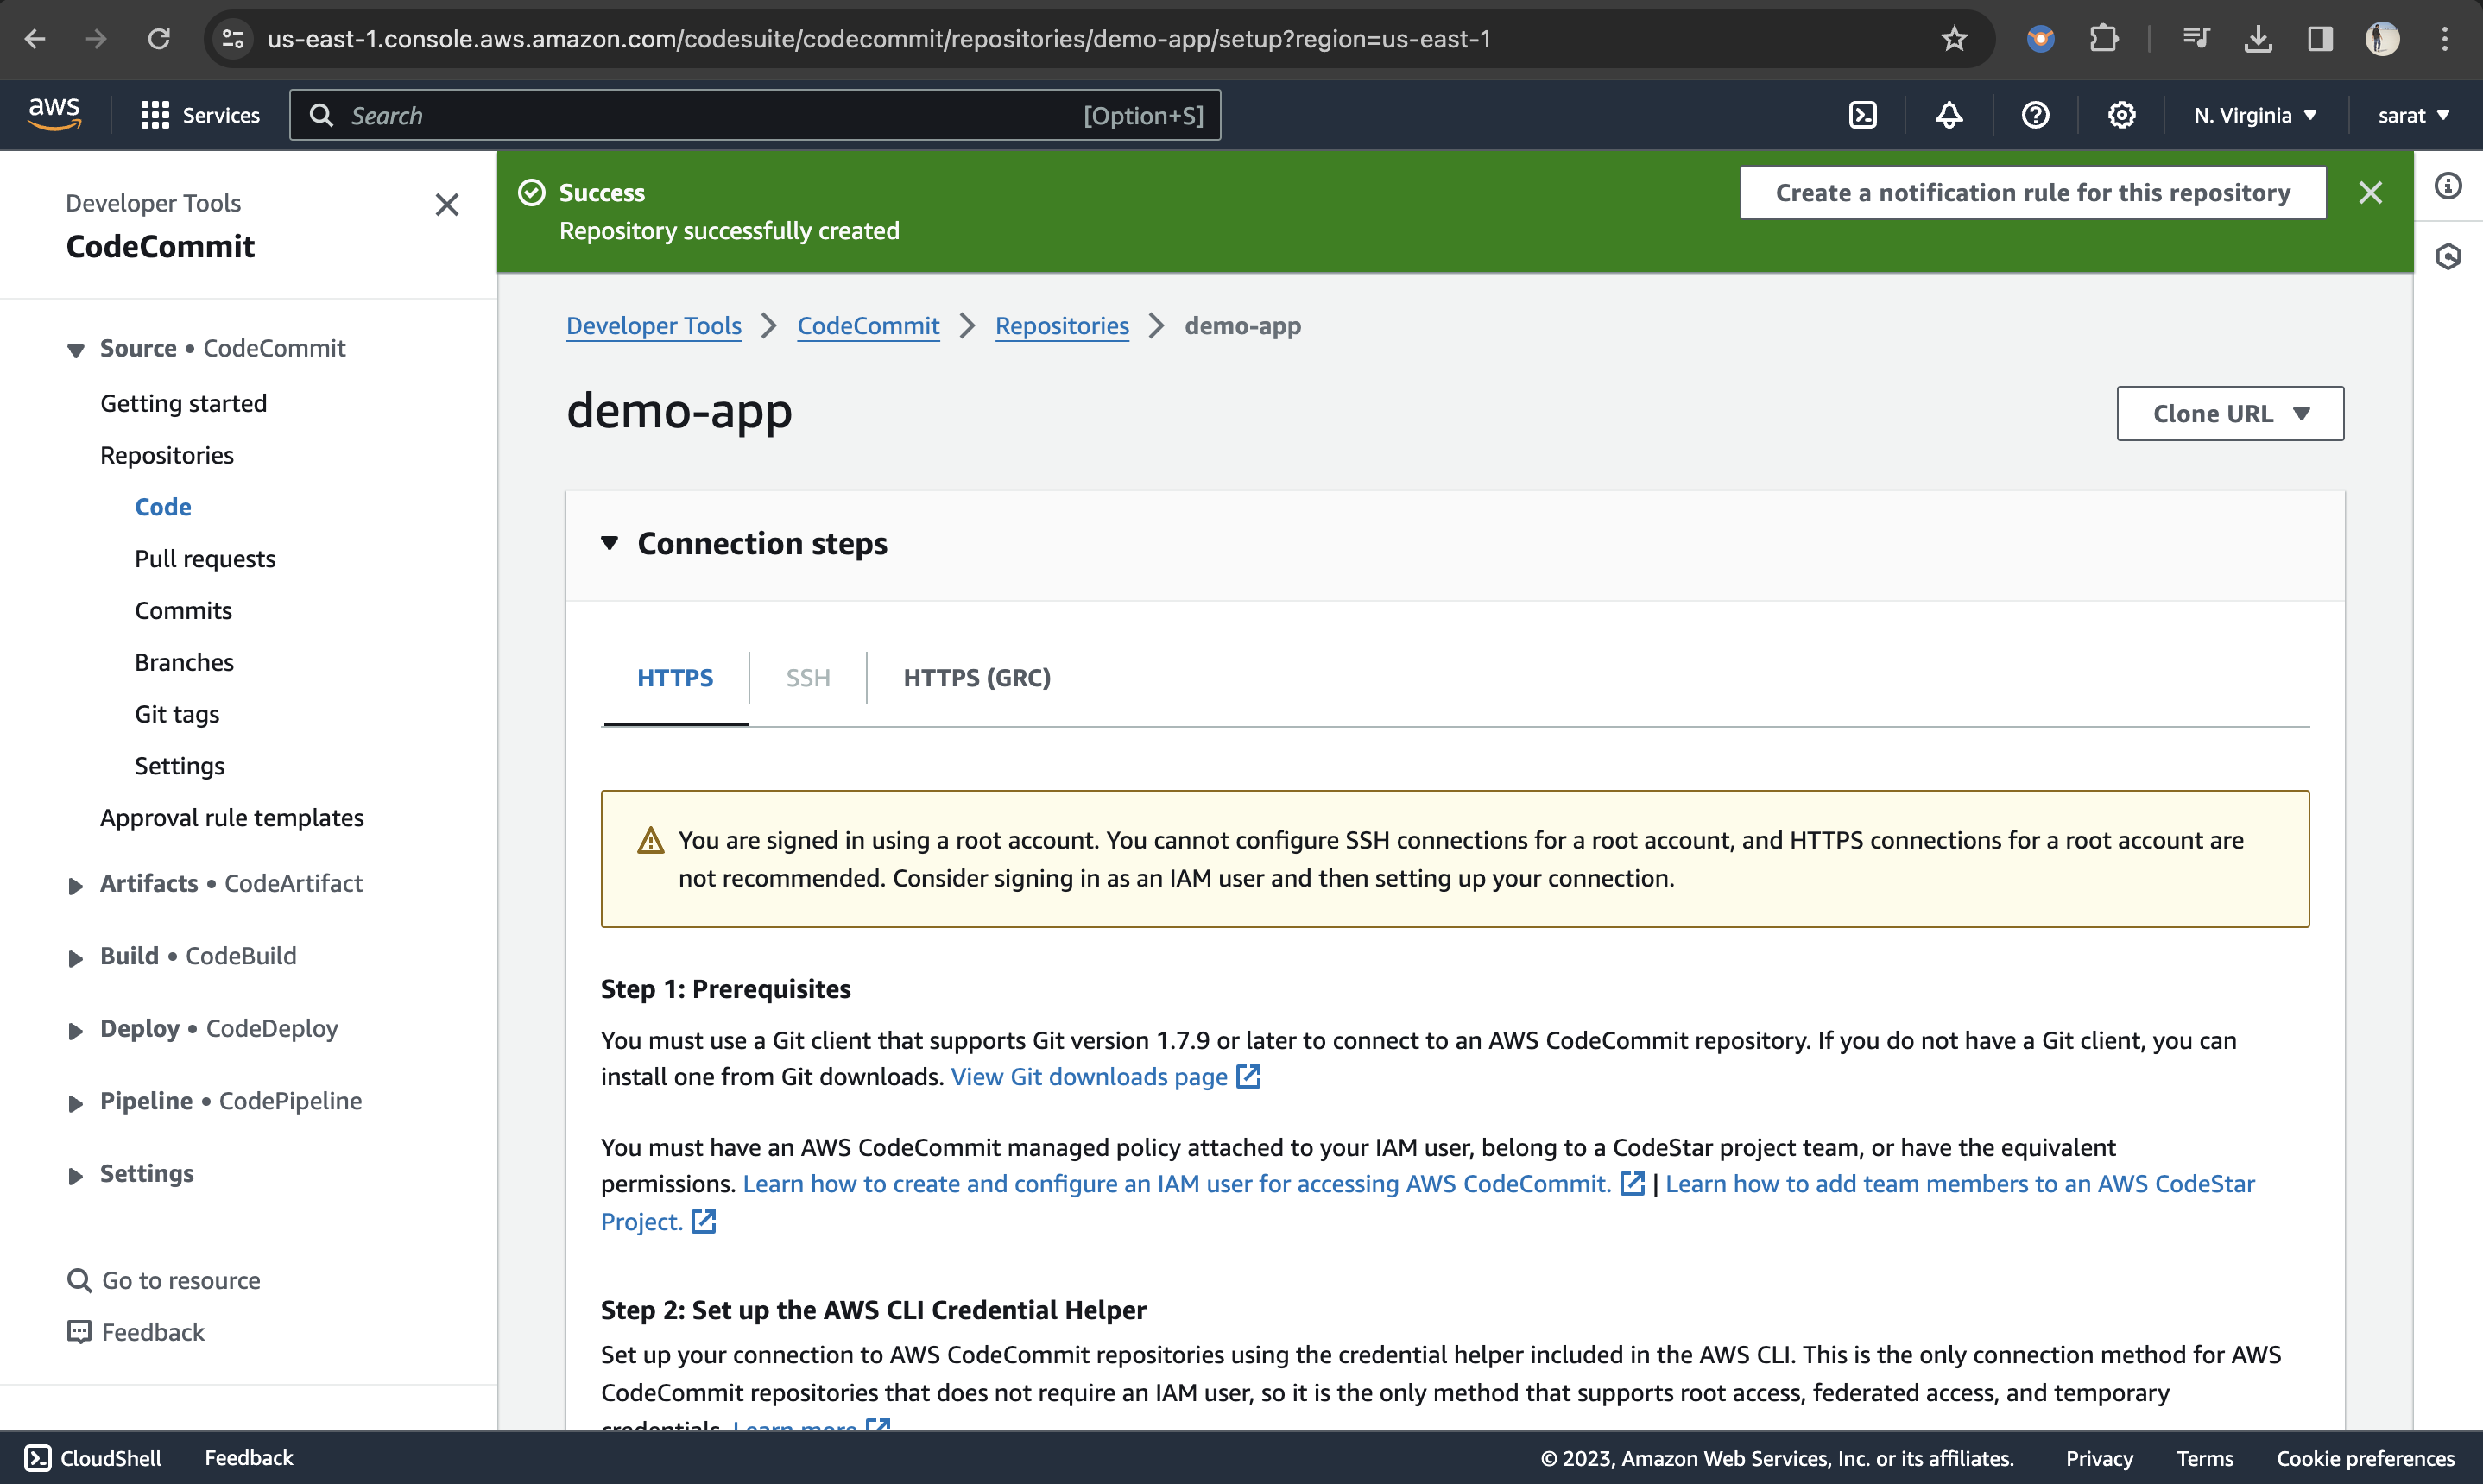 us-east-1.console.aws.amazon.com/codesuite/codecommit/repositories/demo-app/setup?region=us-east-1
aws
Services
Search
[Option+S]
N. Virginia
sarat
Developer Tools
CodeCommit
Source • CodeCommit
Getting started
Repositories
Code
Pull requests
Commits
Branches
Git tags
Settings
Approval rule templates
Artifacts • CodeArtifact
Build • CodeBuild
Deploy • CodeDeploy
Pipeline • CodePipeline
Settings
Go to resource
Feedback
Success
Repository successfully created
Create a notification rule for this repository
Developer Tools
CodeCommit
Repositories
demo-app
demo-app
Clone URL
Connection steps
HTTPS
SSH
HTTPS (GRC)
You are signed in using a root account. You cannot configure SSH connections for a root account, and HTTPS connections for a root account are
not recommended. Consider signing in as an IAM user and then setting up your connection.
Step 1: Prerequisites
You must use a Git client that supports Git version 1.7.9 or later to connect to an AWS CodeCommit repository. If you do not have a Git client, you can
install one from Git downloads. View Git downloads page
You must have an AWS CodeCommit managed policy attached to your IAM user, belong to a CodeStar project team, or have the equivalent
permissions. Learn how to create and configure an IAM user for accessing AWS CodeCommit. | Learn how to add team members to an AWS CodeStar
Project.
Step 2: Set up the AWS CLI Credential Helper
Set up your connection to AWS CodeCommit repositories using the credential helper included in the AWS CLI. This is the only connection method for AWS
CodeCommit repositories that does not require an IAM user, so it is the only method that supports root access, federated access, and temporary
credentials. Learn more
CloudShell
Feedback
© 2023, Amazon Web Services, Inc. or its affiliates.
Privacy
Terms
Cookie preferences